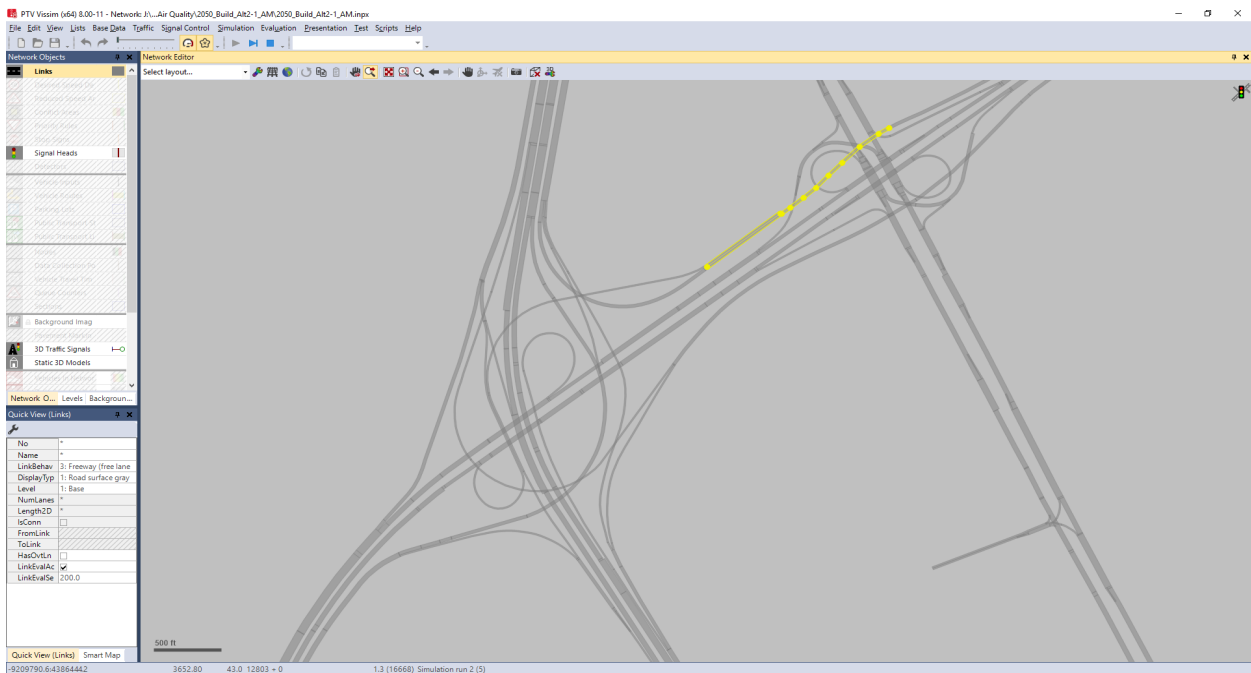 PTV Vissim (x64) 8.00-11 - Network: J:\...Air Quality\2050_Build_Alt2-1_AM\2050_Build_Alt2-1_AM.inpx
File Edit View Lists Base Data Traffic Signal Control Simulation Evaluation Presentation Test Scripts Help
Network Objects
Network Editor
Links
Select layout...
Signal Heads
Background Imag
3D Traffic Signals
Static 3D Models
Network O... Levels Backgroun...
Quick View (Links)
No *
Name *
LinkBehav 3: Freeway (free lane
DisplayTyp 1: Road surface gray
Level 1: Base
NumLanes *
Length2D *
IsConn
FromLink
ToLink
HasOvtLn
LinkEvalAc
LinkEvalSe 200.0
500 ft
Quick View (Links) Smart Map
3652.80 43.0 12803 + 0 1.3 (16668) Simulation run 2 (5)